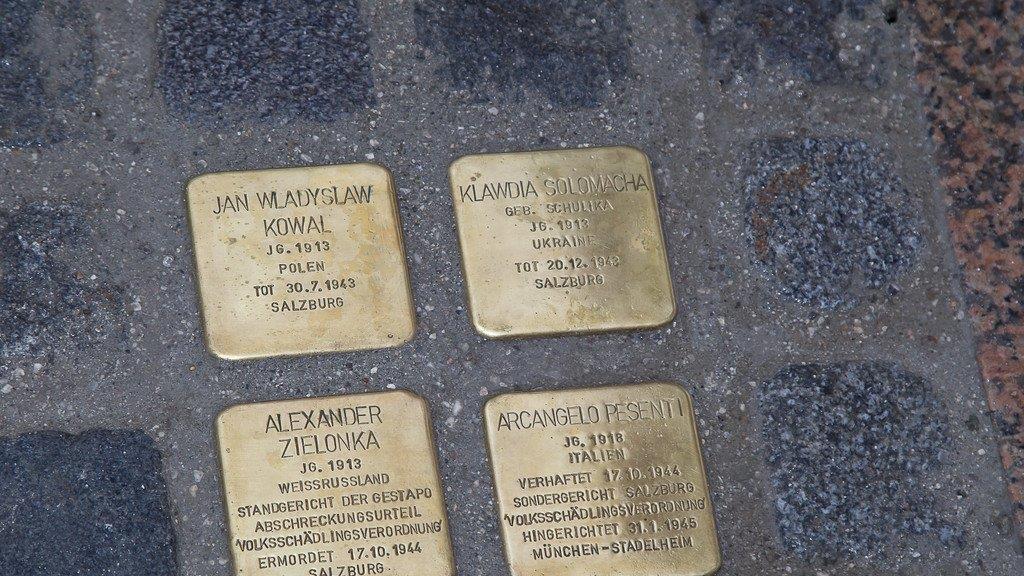 JAN WLADYSLAW
KOWAL
JG. 1913
POLEN
TOT 30.7.1943
SALZBURG
KLAWDIA SOLOMACHA
GEB. SCHULIKA
JG. 1913
UKRAINE
TOT 20.12.1943
SALZBURG
ALEXANDER
ZIELONKA
JG. 1913
WEISSRUSSLAND
STANDGERICHT DER GESTAPO
ABSCHRECKUNGSURTEIL
'VOLKSSCHÄDLINGSVERORDNUNG'
ERMORDET 17.10.1944
SALZBURG
ARCANGELO PESENTI
JG. 1918
ITALIEN
VERHAFTET 17.10.1944
SONDERGERICHT SALZBURG
'VOLKSSCHÄDLINGSVERORDNUNG'
HINGERICHTET 31.1.1945
MÜNCHEN-STADELHEIM